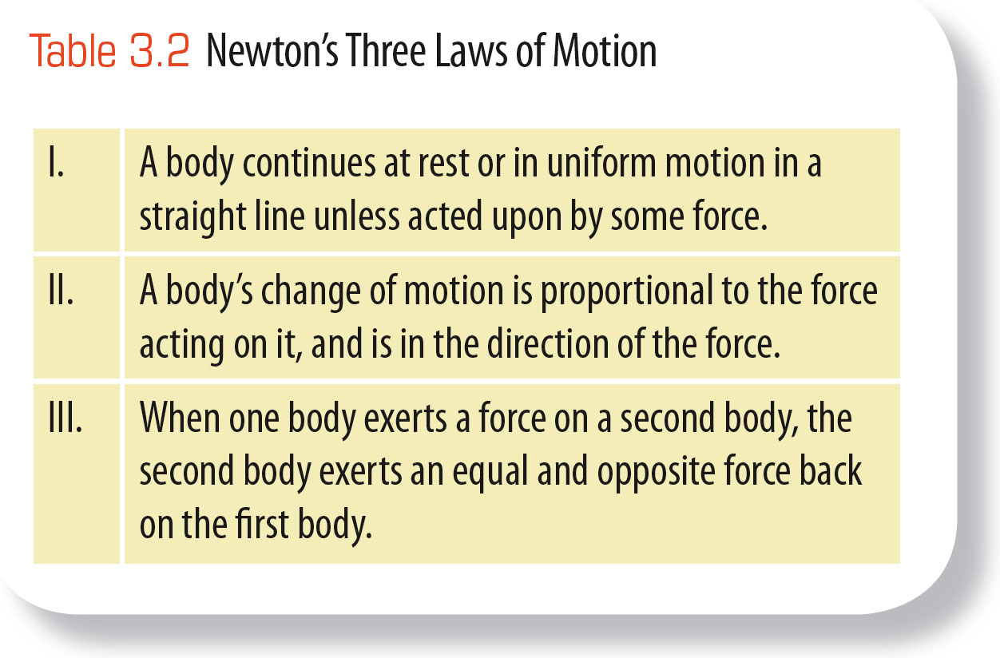 Table 3.2 Newton’s Three Laws of Motion
I. A body continues at rest or in uniform motion in a
straight line unless acted upon by some force.
II. A body’s change of motion is proportional to the force
acting on it, and is in the direction of the force.
III. When one body exerts a force on a second body, the
second body exerts an equal and opposite force back
on the first body.